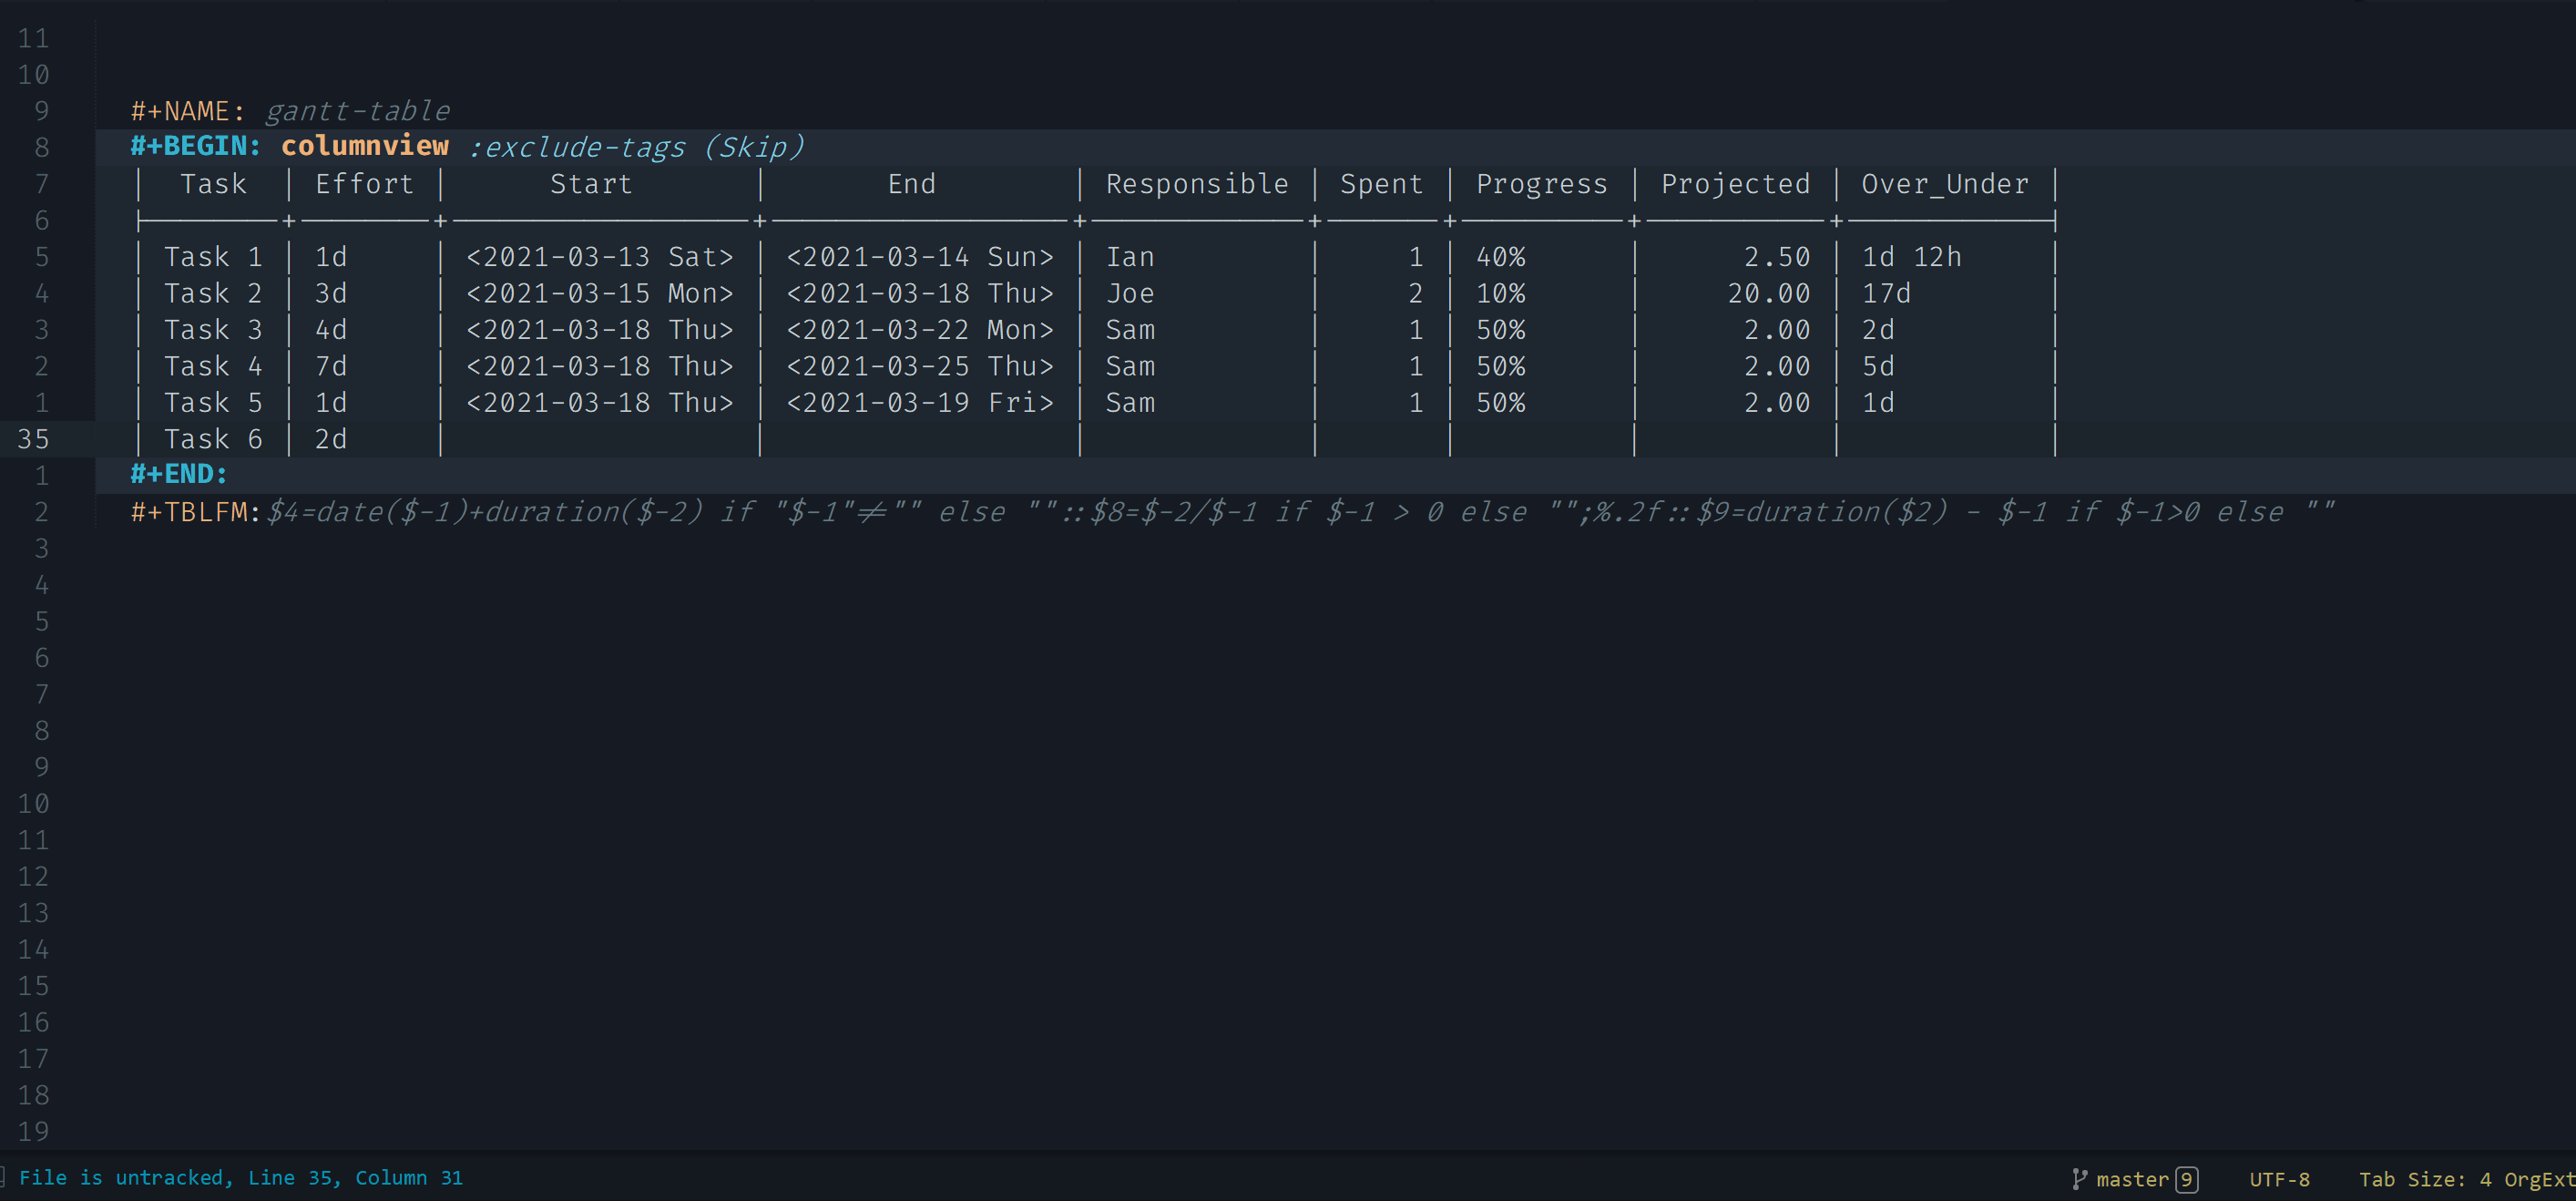 11
10
9 #+NAME: gantt-table
8 #+BEGIN: columnview :exclude-tags (Skip)
7 | Task | Effort | Start | End | Responsible | Spent | Progress | Projected | Over_Under |
6 |--------+--------+------------------+------------------+-------------+-------+----------+-----------+------------|
5 | Task 1 | 1d | <2021-03-13 Sat> | <2021-03-14 Sun> | Ian | 1 | 40% | 2.50 | 1d 12h |
4 | Task 2 | 3d | <2021-03-15 Mon> | <2021-03-18 Thu> | Joe | 2 | 10% | 20.00 | 17d |
3 | Task 3 | 4d | <2021-03-18 Thu> | <2021-03-22 Mon> | Sam | 1 | 50% | 2.00 | 2d |
2 | Task 4 | 7d | <2021-03-18 Thu> | <2021-03-25 Thu> | Sam | 1 | 50% | 2.00 | 5d |
1 | Task 5 | 1d | <2021-03-18 Thu> | <2021-03-19 Fri> | Sam | 1 | 50% | 2.00 | 1d |
35 | Task 6 | 2d | | | | | | | |
1 #+END:
2 #+TBLFM:$4=date($-1)+duration($-2) if "$-1"!="" else ""::$8=$-2/$-1 if $-1 > 0 else "";%.2f::$9=duration($2) - $-1 if $-1>0 else ""
3
4
5
6
7
8
9
10
11
12
13
14
15
16
17
18
19
File is untracked, Line 35, Column 31 master 9 UTF-8 Tab Size: 4 OrgExt